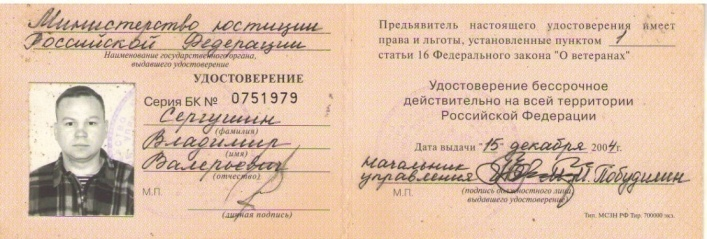 Министерство юстиции
Российской Федерации
Наименование государственного органа,
выдавшего удостоверение
УДОСТОВЕРЕНИЕ
Серия БК № 0751979
Сергушин
(фамилия)
Владимир
(имя)
Валерьевич
(отчество)
М.П.
(личная подпись)
Предъявитель настоящего удостоверения имеет
права и льготы, установленные пунктом 1
статьи 16 Федерального закона "О ветеранах"
Удостоверение бессрочное
действительно на всей территории
Российской Федерации
Дата выдачи "15" декабря 2004г.
Начальник
управления Побудилин
М.П.
(подпись должностного лица,
выдавшего удостоверение)
Тип. МСЗН РФ Тир. 700000 экз.